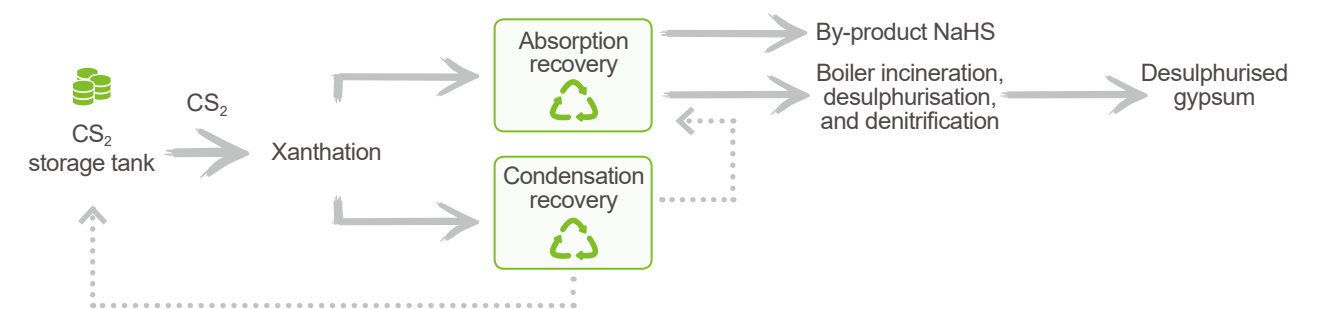 CS₂
storage tank
CS₂
Xanthation
Absorption
recovery
Condensation
recovery
By-product NaHS
Boiler incineration,
desulphurisation,
and denitrification
Desulphurised
gypsum